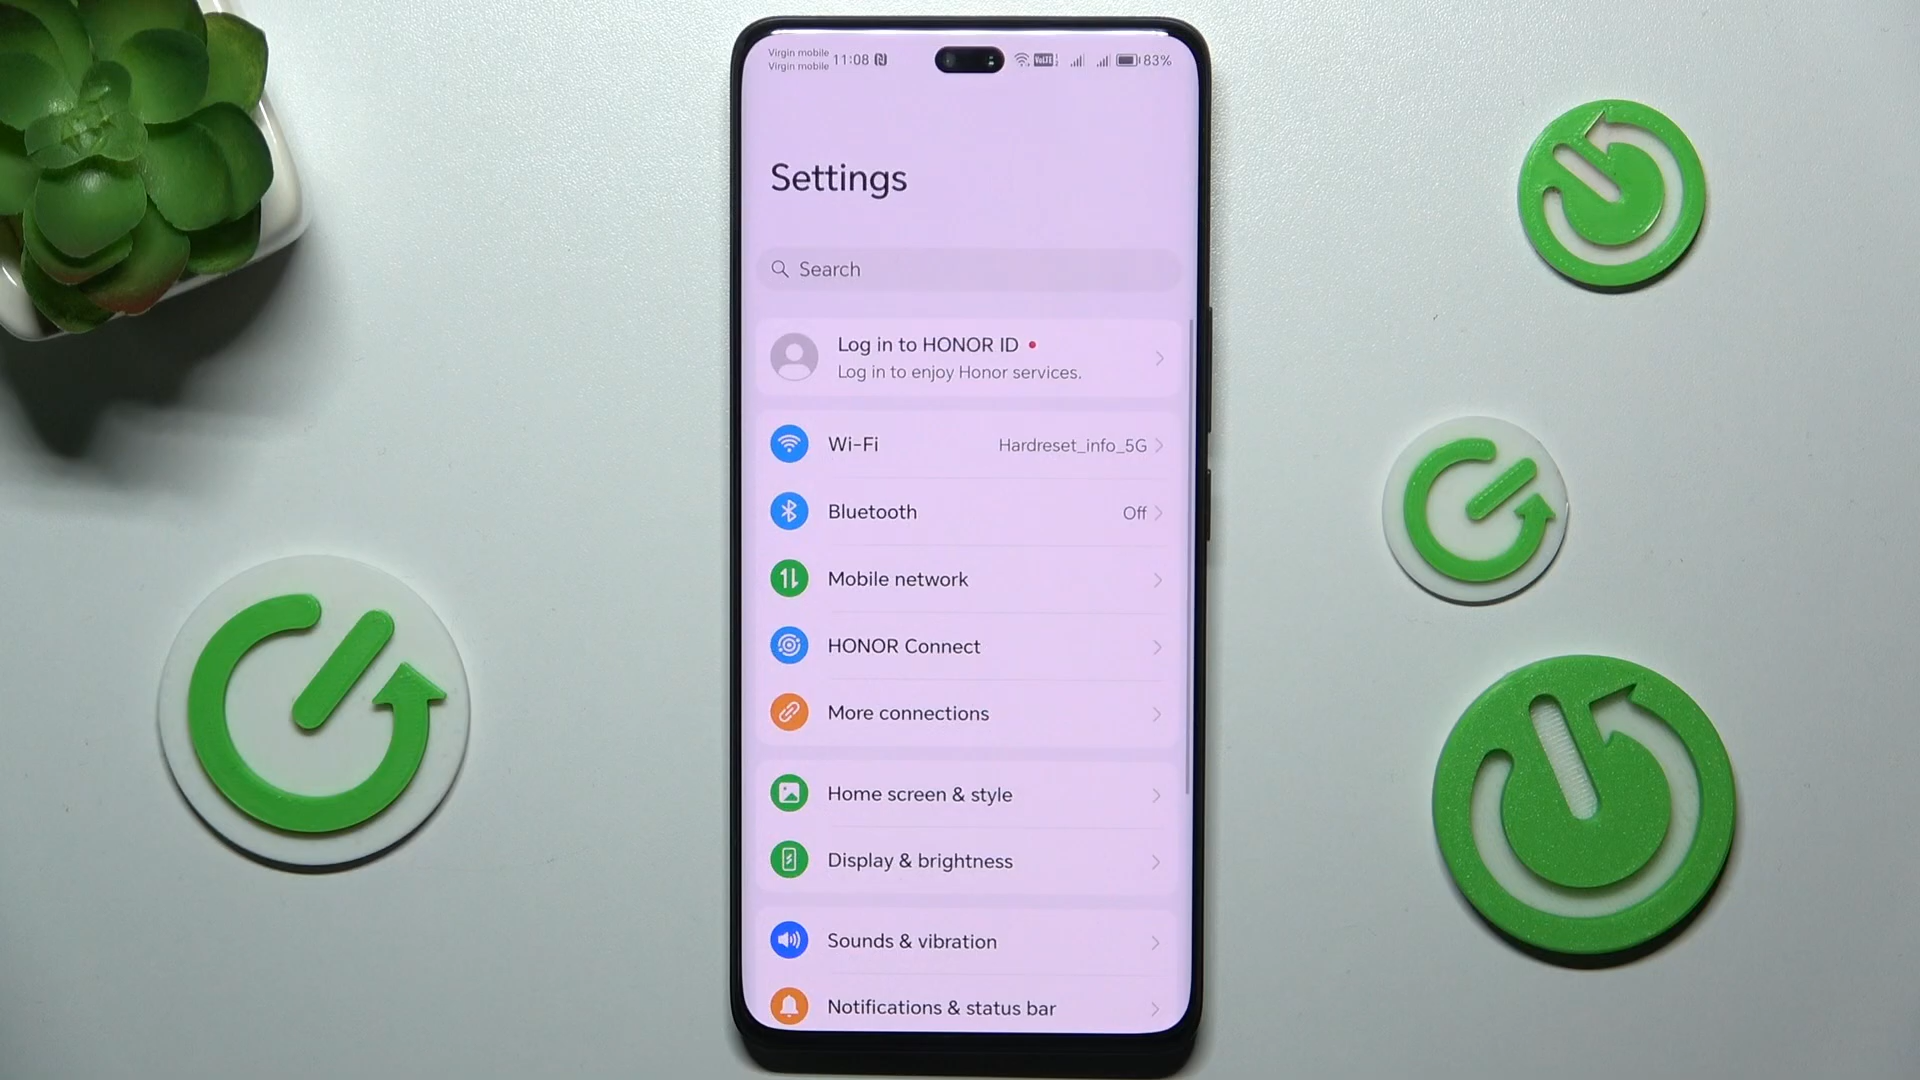 Virgin mobile
Virgin mobile
11:08
VoLTE
83%
Settings
Search
Log in to HONOR ID
Log in to enjoy Honor services.
Wi-Fi
Hardreset_info_5G
Bluetooth
Off
Mobile network
HONOR Connect
More connections
Home screen & style
Display & brightness
Sounds & vibration
Notifications & status bar